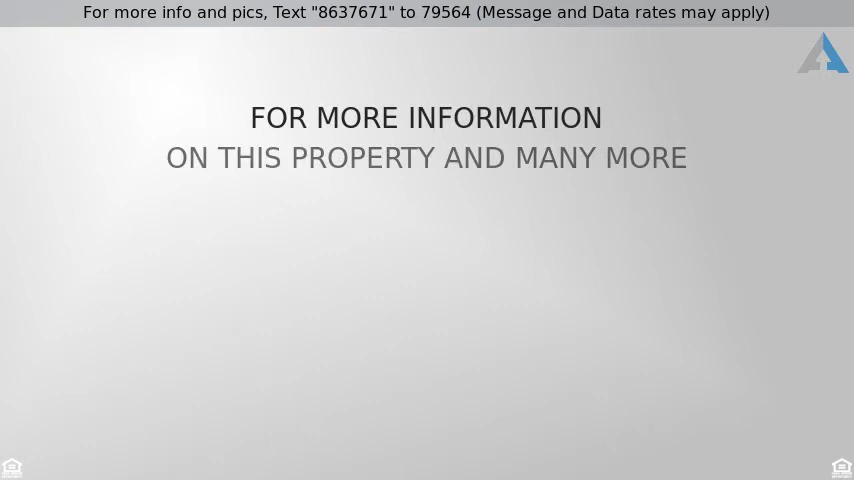 For more info and pics, Text "8637671" to 79564 (Message and Data rates may apply)
FOR MORE INFORMATION
ON THIS PROPERTY AND MANY MORE